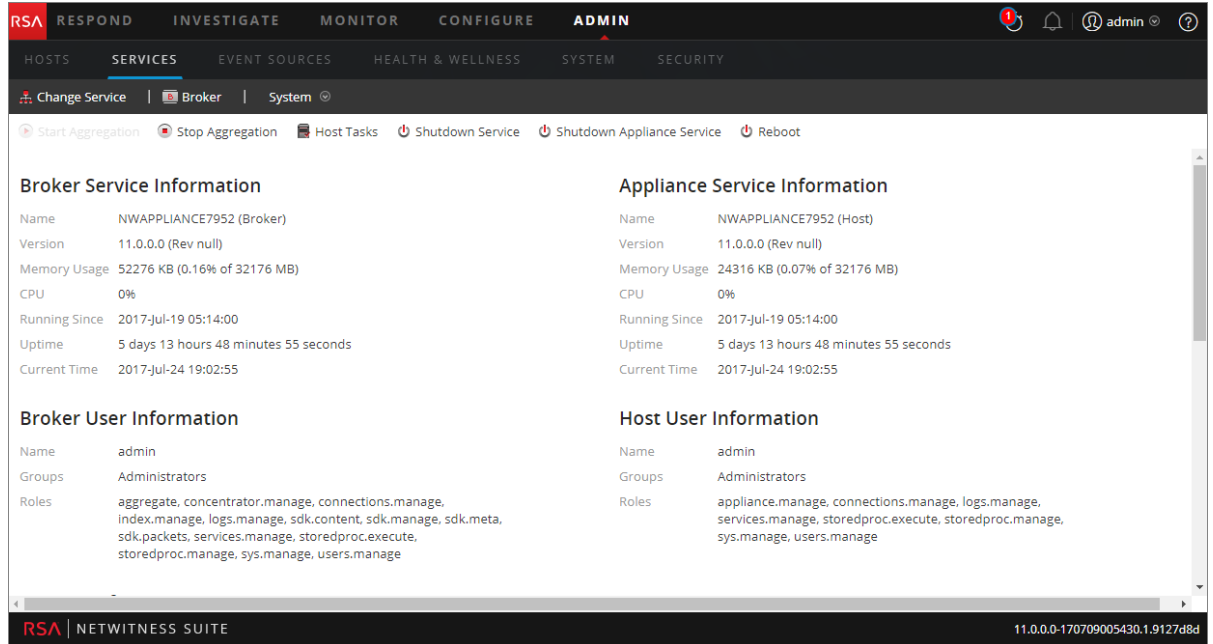 RSA RESPOND INVESTIGATE MONITOR CONFIGURE ADMIN 1 admin ?
HOSTS SERVICES EVENT SOURCES HEALTH & WELLNESS SYSTEM SECURITY
Change Service | B Broker | System
Start Aggregation Stop Aggregation Host Tasks Shutdown Service Shutdown Appliance Service Reboot
Broker Service Information
Name NWAPPLIANCE7952 (Broker)
Version 11.0.0.0 (Rev null)
Memory Usage 52276 KB (0.16% of 32176 MB)
CPU 0%
Running Since 2017-Jul-19 05:14:00
Uptime 5 days 13 hours 48 minutes 55 seconds
Current Time 2017-Jul-24 19:02:55
Appliance Service Information
Name NWAPPLIANCE7952 (Host)
Version 11.0.0.0 (Rev null)
Memory Usage 24316 KB (0.07% of 32176 MB)
CPU 0%
Running Since 2017-Jul-19 05:14:00
Uptime 5 days 13 hours 48 minutes 55 seconds
Current Time 2017-Jul-24 19:02:55
Broker User Information
Name admin
Groups Administrators
Roles aggregate, concentrator.manage, connections.manage,
index.manage, logs.manage, sdk.content, sdk.manage, sdk.meta,
sdk.packets, services.manage, storedproc.execute,
storedproc.manage, sys.manage, users.manage
Host User Information
Name admin
Groups Administrators
Roles appliance.manage, connections.manage, logs.manage,
services.manage, storedproc.execute, storedproc.manage,
sys.manage, users.manage
RSA | NETWITNESS SUITE 11.0.0.0-170709005430.1.9127d8d